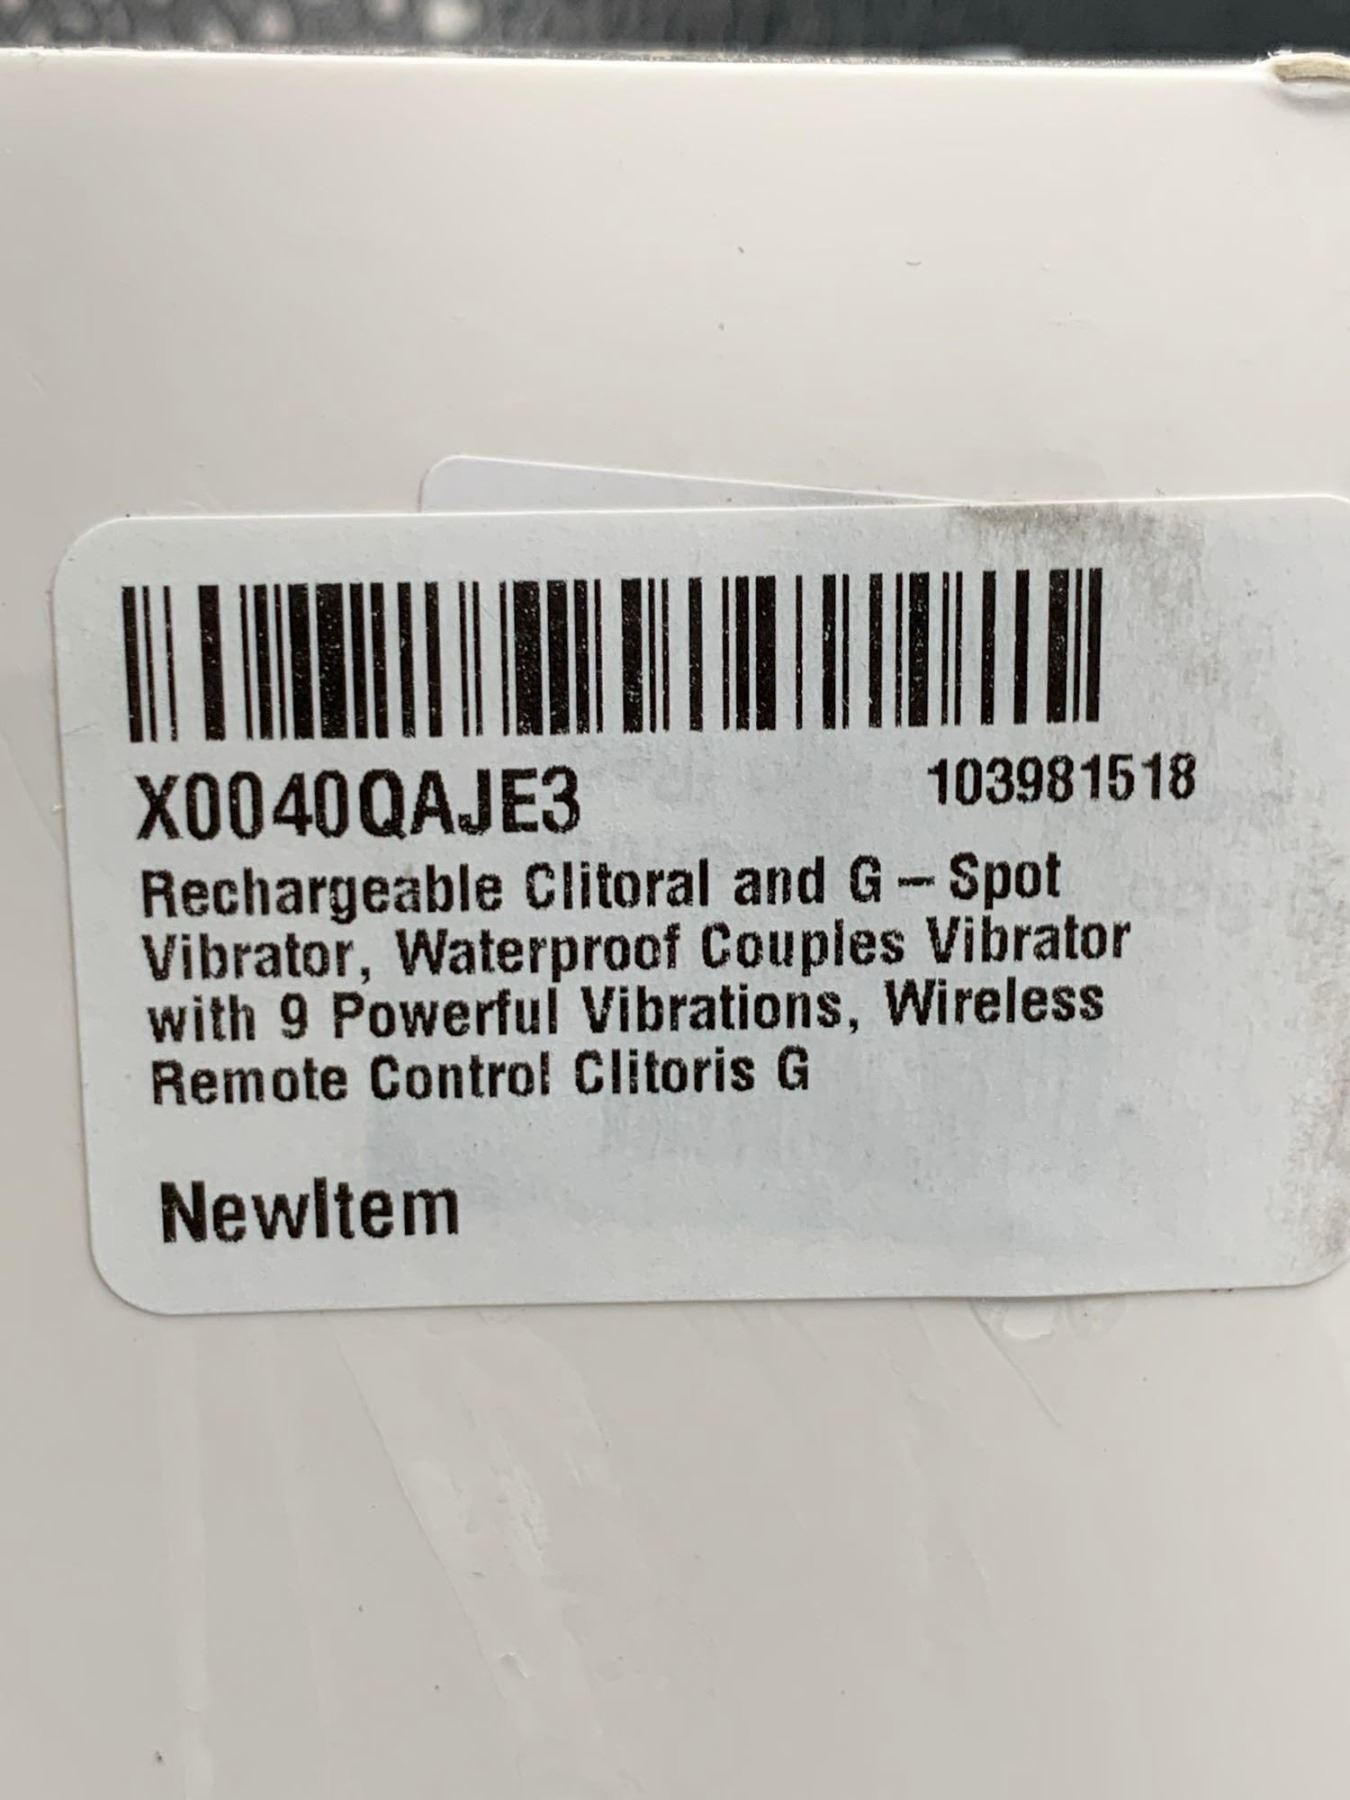 X0040QAJE3 103981518
Rechargeable Clitoral and G – Spot
Vibrator, Waterproof Couples Vibrator
with 9 Powerful Vibrations, Wireless
Remote Control Clitoris G
NewItem